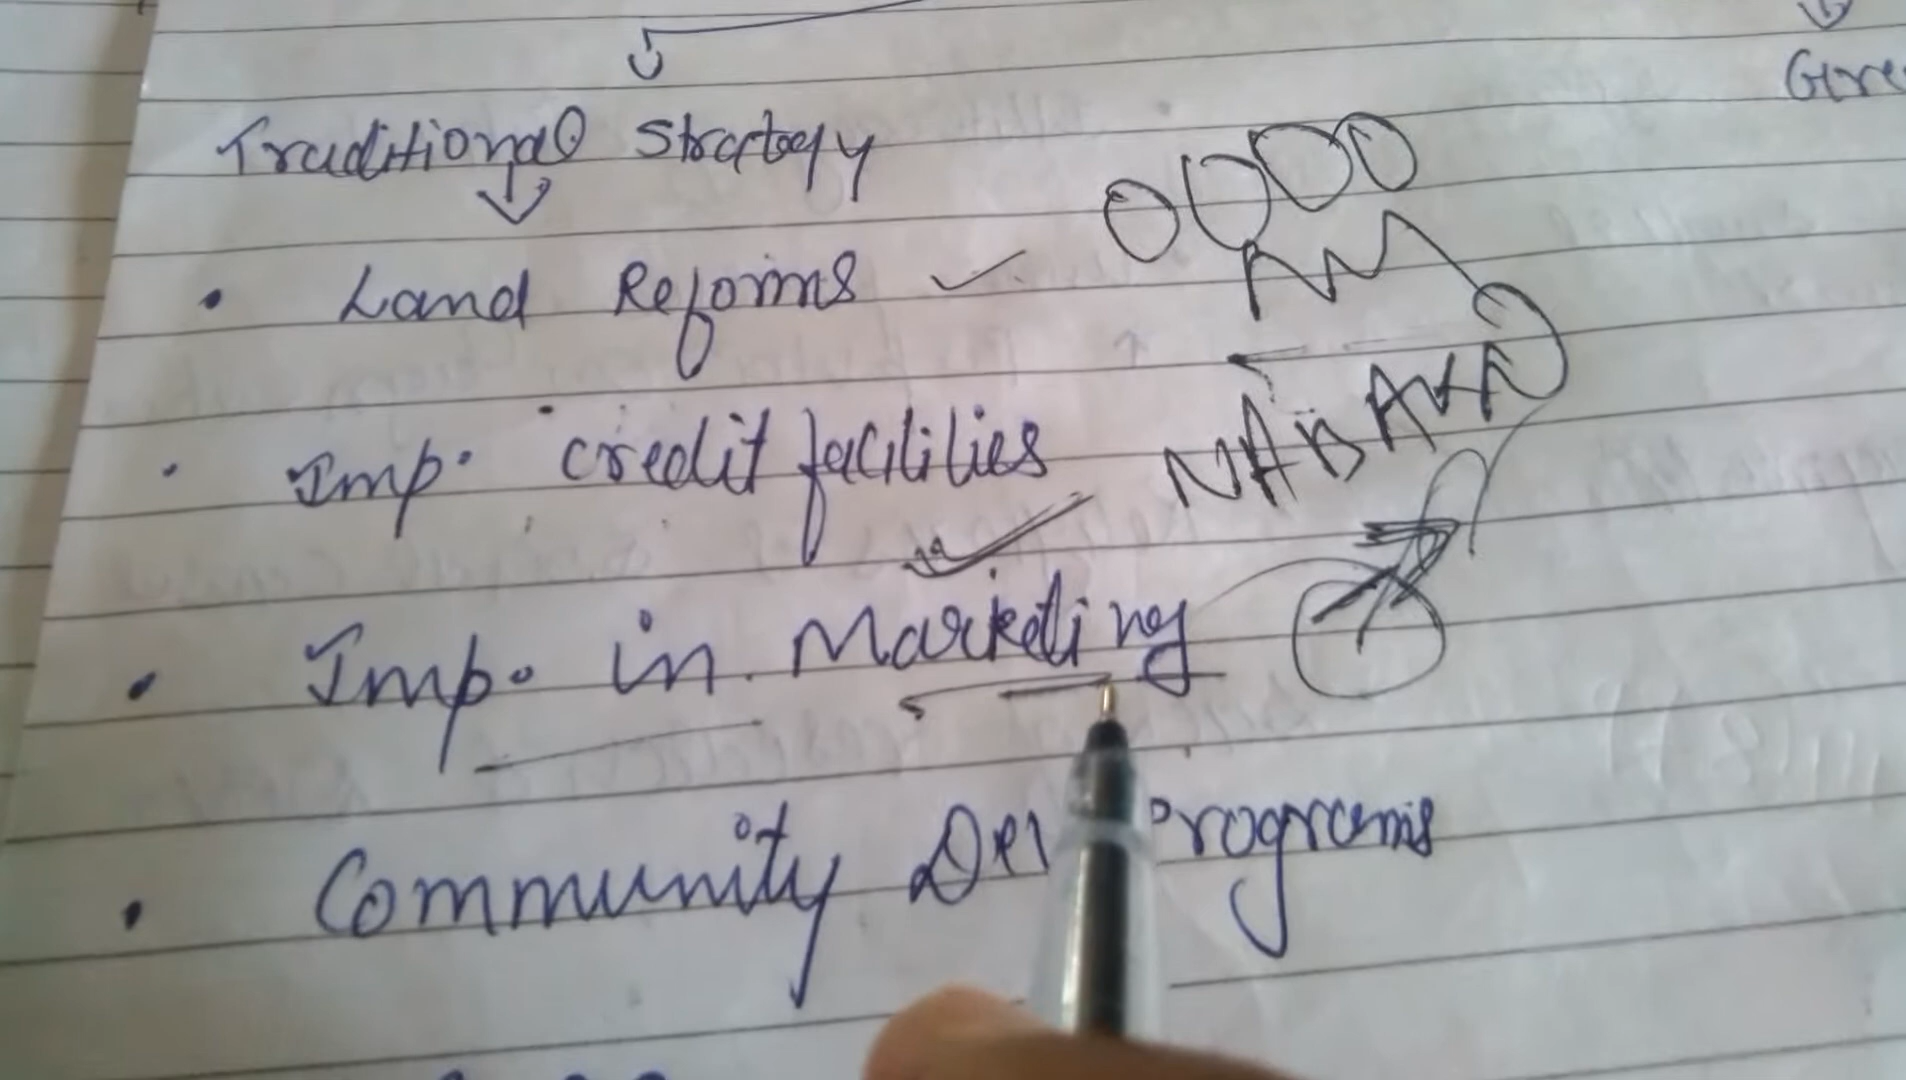 Traditional Strategy
• Land Reforms
• Imp. credit facilities
NABARD
• Imp. in Marketing
• Community Dev Programs